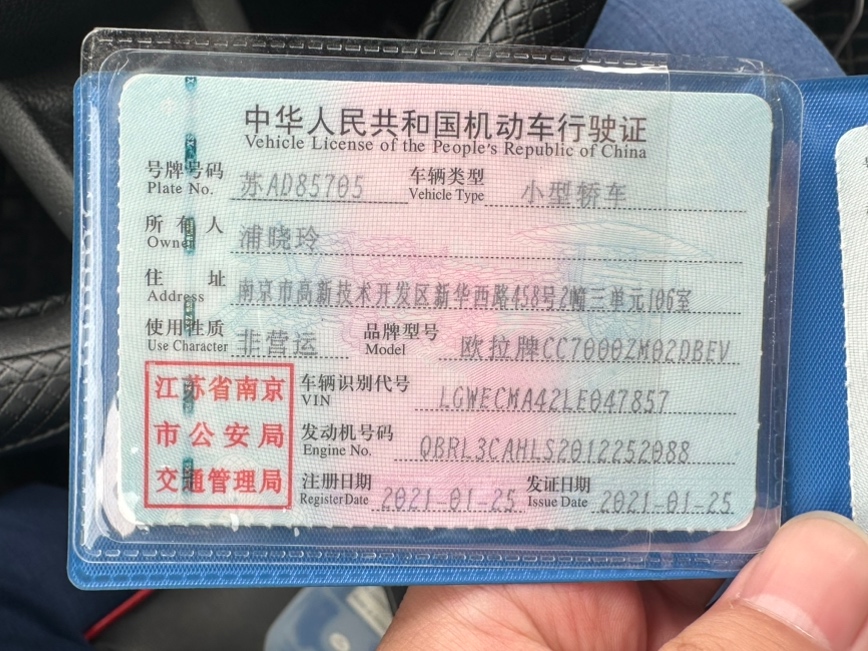 中华人民共和国机动车行驶证
Vehicle License of the People's Republic of China
号牌号码 苏AD85705 车辆类型 小型轿车
Plate No. Vehicle Type
所有人 浦晓玲
Owner
住址 南京市高新技术开发区新华西路458号2幢三单元106室
Address
使用性质 非营运 品牌型号 欧拉牌CC7000ZM02DBEV
Use Character Model
江苏省南京
市公安局
交通管理局
车辆识别代号 LGWECMA42LE047857
VIN
发动机号码 QBRL3CAHLS2012252088
Engine No.
注册日期 2021-01-25 发证日期 2021-01-25
Register Date Issue Date